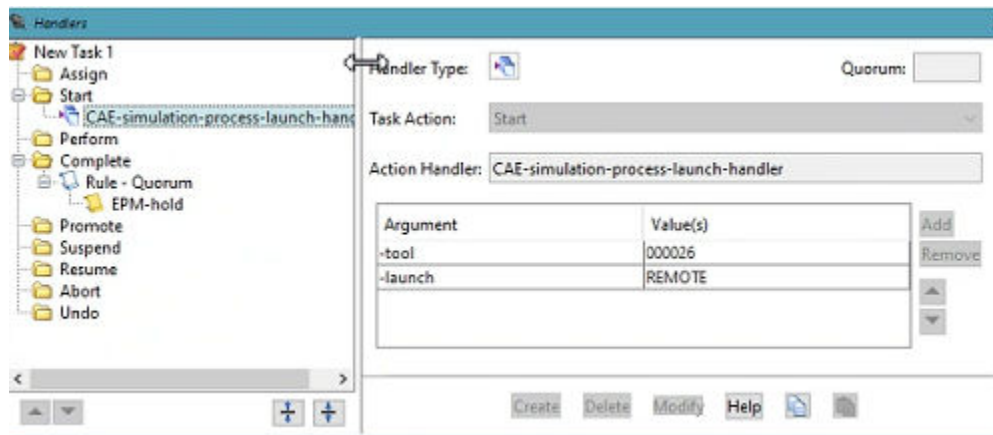 Handlers
New Task 1
Assign
Start
CAE-simulation-process-launch-hand
Perform
Complete
Rule - Quorum
EPM-hold
Promote
Suspend
Resume
Abort
Undo
Handler Type:
Quorum:
Task Action:
Start
Action Handler:
CAE-simulation-process-launch-handler
Argument Value(s)
-tool 000026
-launch REMOTE
Add
Remove
Create Delete Modify Help